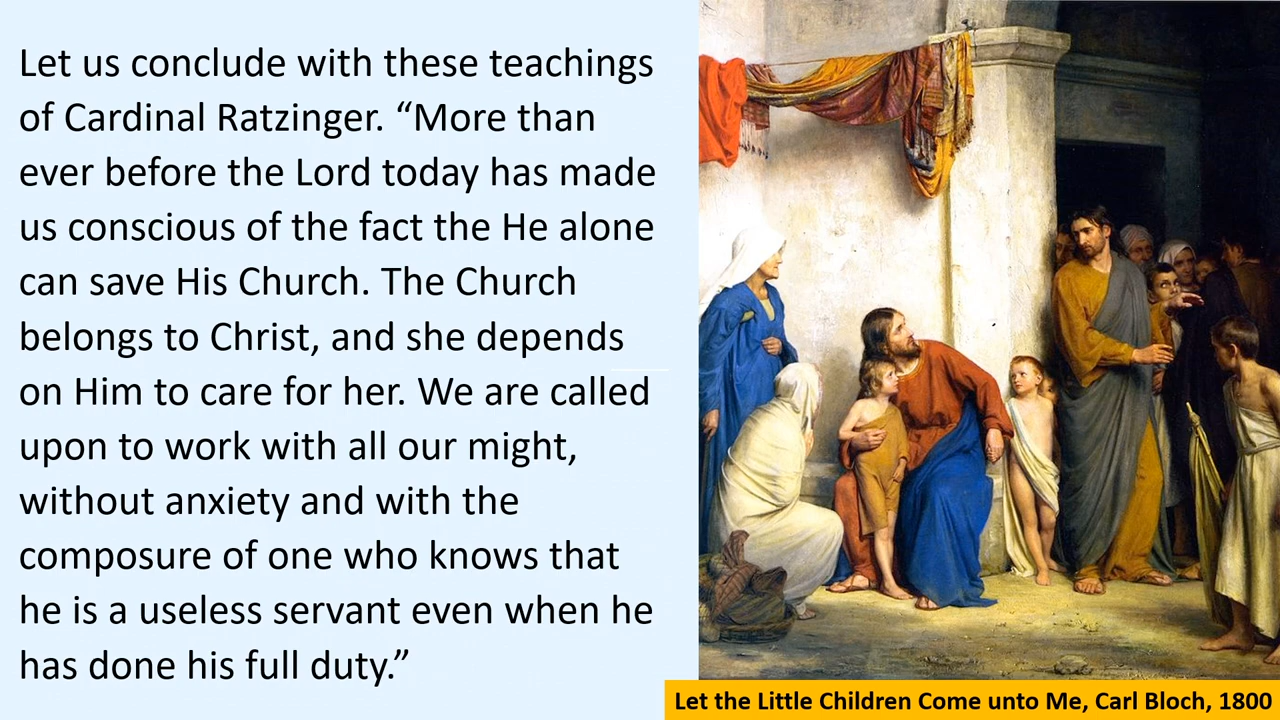 Let us conclude with these teachings
of Cardinal Ratzinger. “More than
ever before the Lord today has made
us conscious of the fact the He alone
can save His Church. The Church
belongs to Christ, and she depends
on Him to care for her. We are called
upon to work with all our might,
without anxiety and with the
composure of one who knows that
he is a useless servant even when he
has done his full duty.”
Let the Little Children Come unto Me, Carl Bloch, 1800